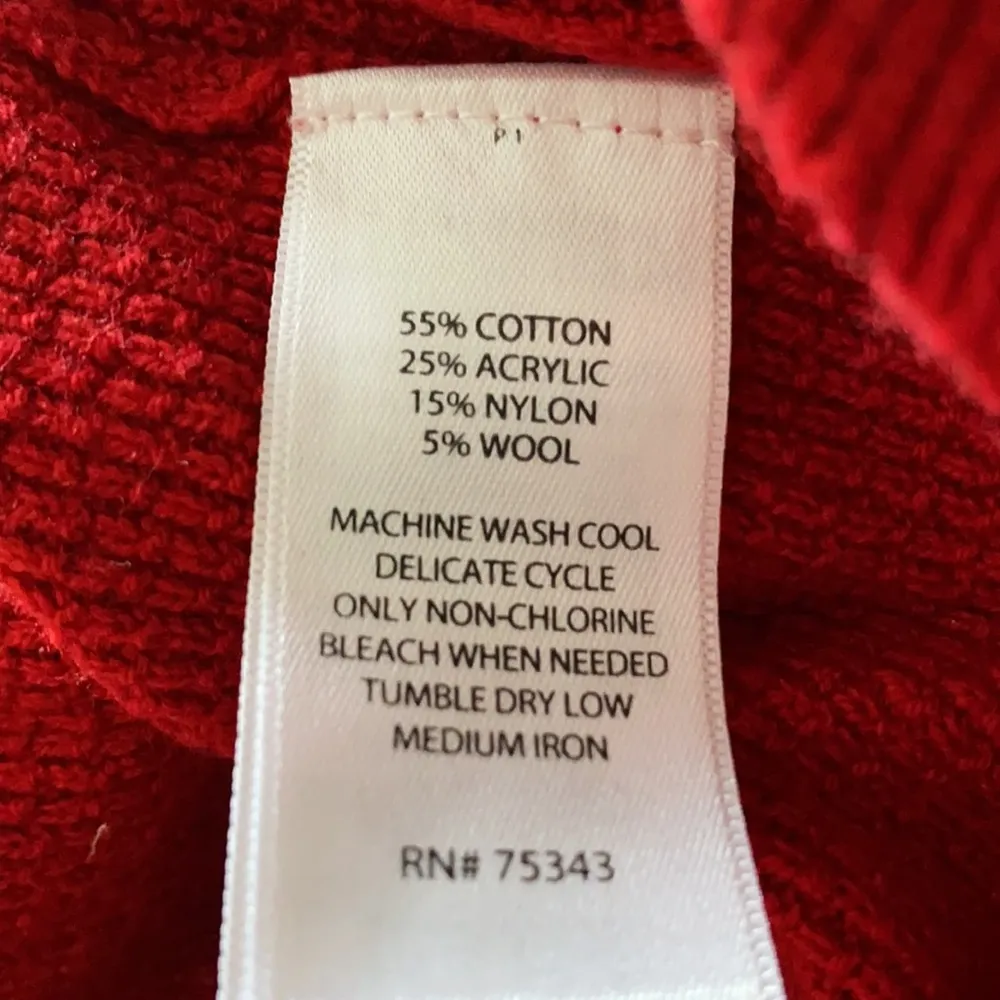 P 1
55% COTTON
25% ACRYLIC
15% NYLON
5% WOOL
MACHINE WASH COOL
DELICATE CYCLE
ONLY NON-CHLORINE
BLEACH WHEN NEEDED
TUMBLE DRY LOW
MEDIUM IRON
RN# 75343